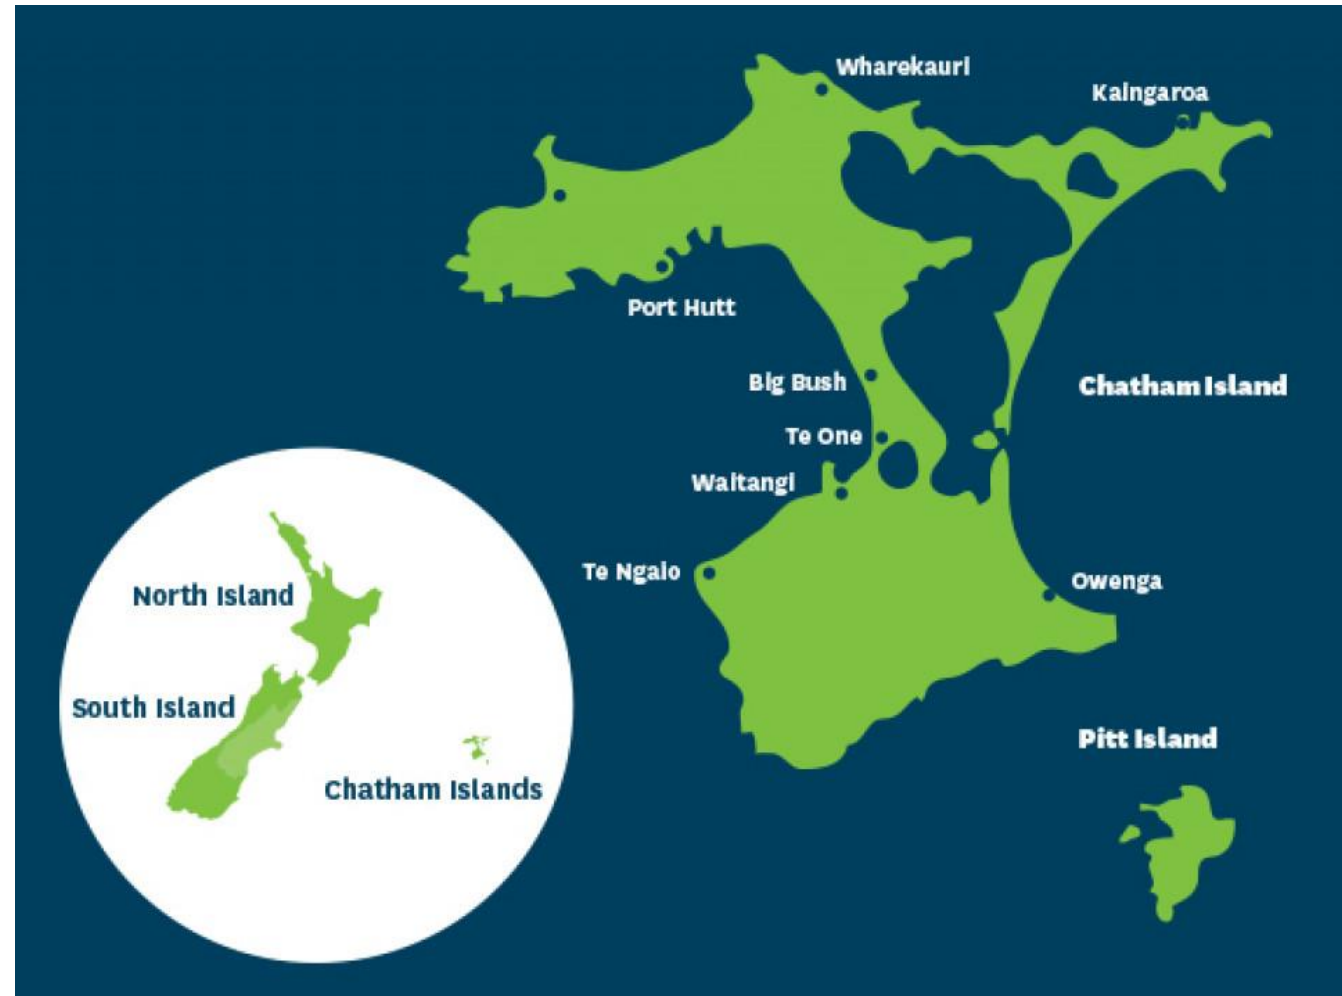 Wharekauri
Kaingaroa
Port Hutt
Big Bush
Chatham Island
Te One
Waitangi
Te Ngaio
Owenga
North Island
South Island
Pitt Island
Chatham Islands